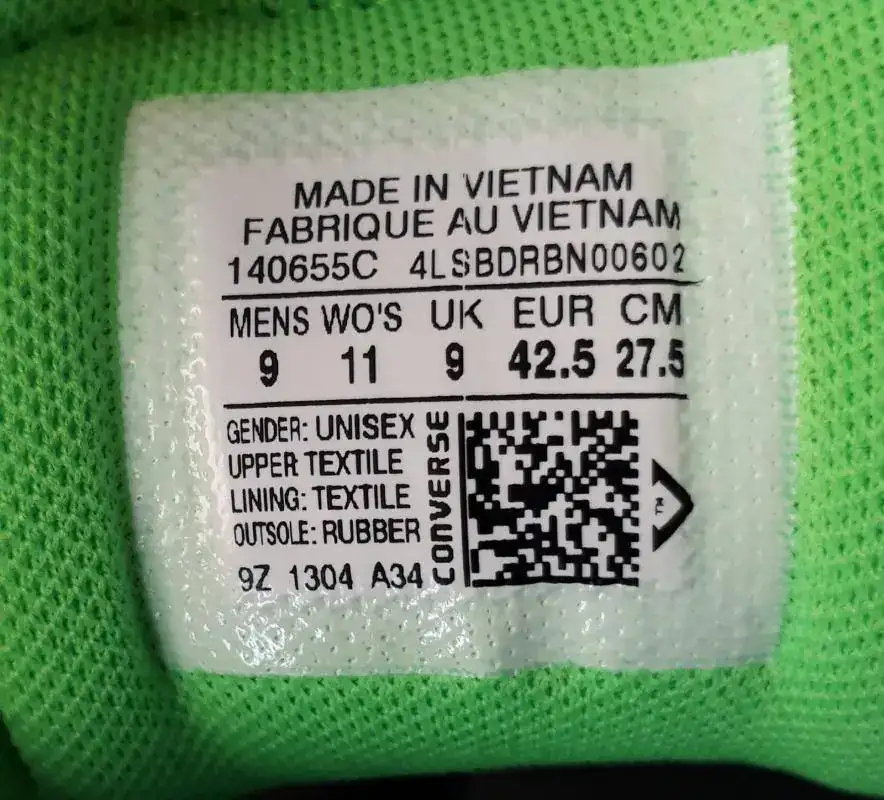 MADE IN VIETNAM
FABRIQUE AU VIETNAM
140655C 4LSBDRBN00602
MENS WO'S UK EUR CM
9 11 9 42.5 27.5
GENDER: UNISEX
UPPER TEXTILE
LINING: TEXTILE
OUTSOLE: RUBBER
9Z 1304 A34
CONVERSE
TM